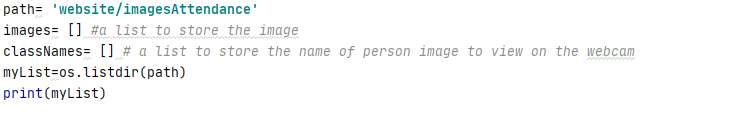 path= 'website/imagesAttendance'
images= [] #a list to store the image
classNames= [] # a list to store the name of person image to view on the webcam
myList=os.listdir(path)
print(myList)